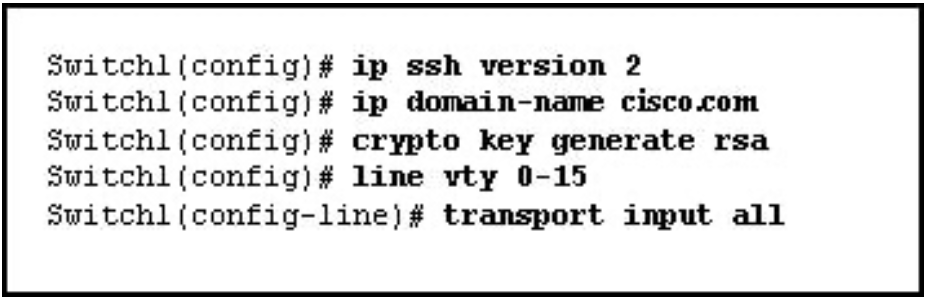 Switch1(config)# ip ssh version 2
Switch1(config)# ip domain-name cisco.com
Switch1(config)# crypto key generate rsa
Switch1(config)# line vty 0-15
Switch1(config-line)# transport input all